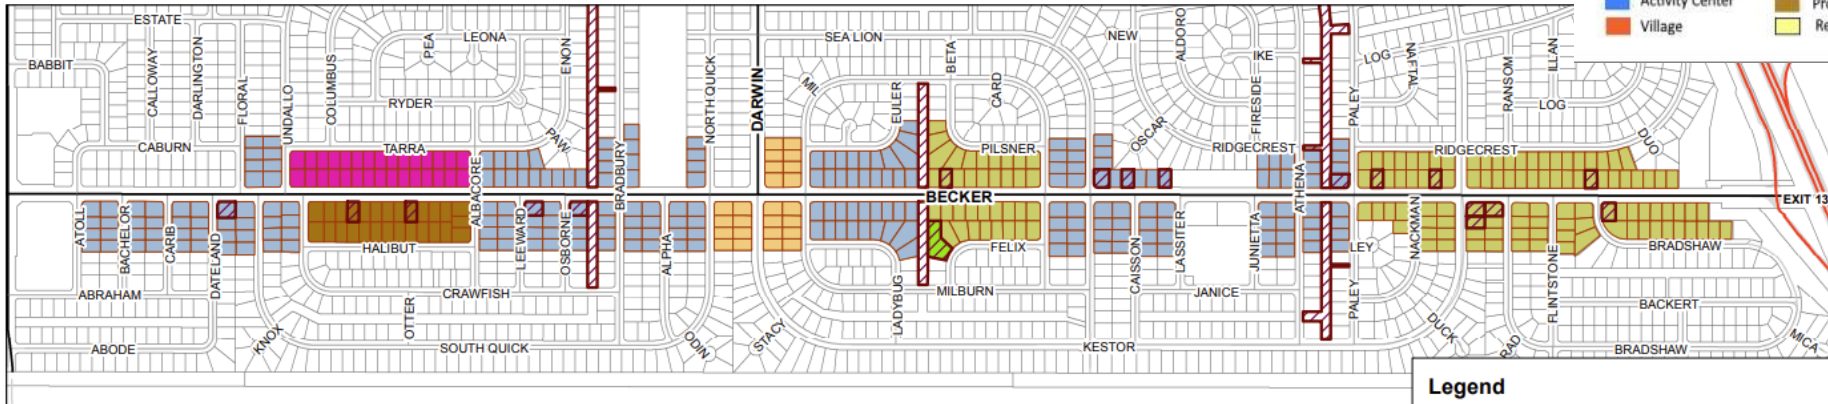 Activity Center
Pro
Village
Re
ESTATE
LEONA
PEA
ENON
SEA LION
NEW
ALDORO
IKE
LOG
NAFTAL
RANSOM
ILLAN
BABBIT
CALLOWAY
DARLINGTON
FLORAL
UNDALLO
COLUMBUS
RYDER
NORTH QUICK
DARWIN
MIL
EULER
BETA
CARD
FIRESIDE
PALEY
LOG
CABURN
TARRA
PAW
PILSNER
OSCAR
RIDGECREST
RIDGECREST
DUO
ALBACORE
BRADBURY
ATHENA
BECKER
EXIT 13
ATOLL
BACHELOR
CARIB
DATELAND
HALIBUT
LEEWARD
OSBORNE
ALPHA
FELIX
CAISSON
LASSITER
JUNIETTA
LEY
NACKMAN
BRADSHAW
ABRAHAM
OTTER
CRAWFISH
LADYBUG
MILBURN
JANICE
PALEY
FLINTSTONE
BACKERT
ABODE
KNOX
SOUTH QUICK
ODIN
STACY
KESTOR
DUCK
RAD
BRADSHAW
MICA
Legend